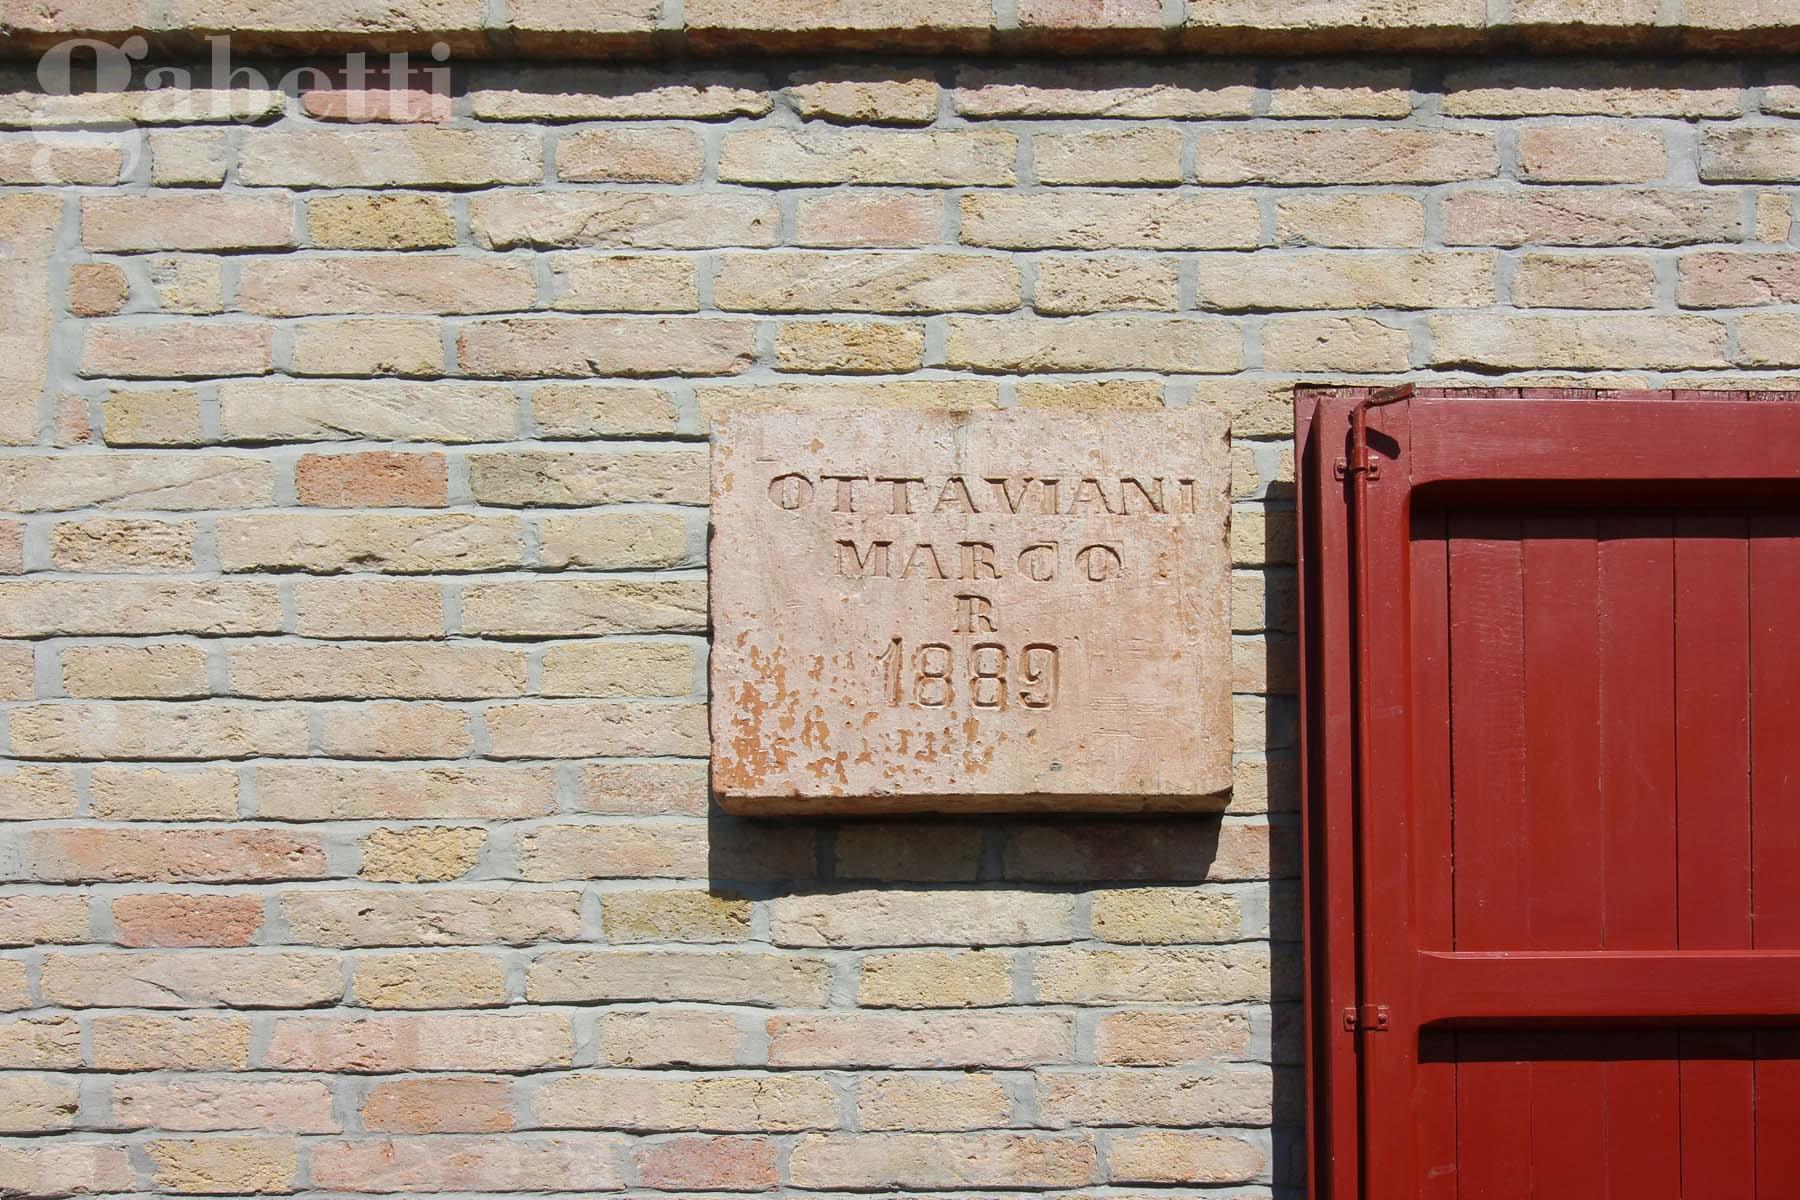 gabetti
OTTAVIANI
MARCO
R
1889